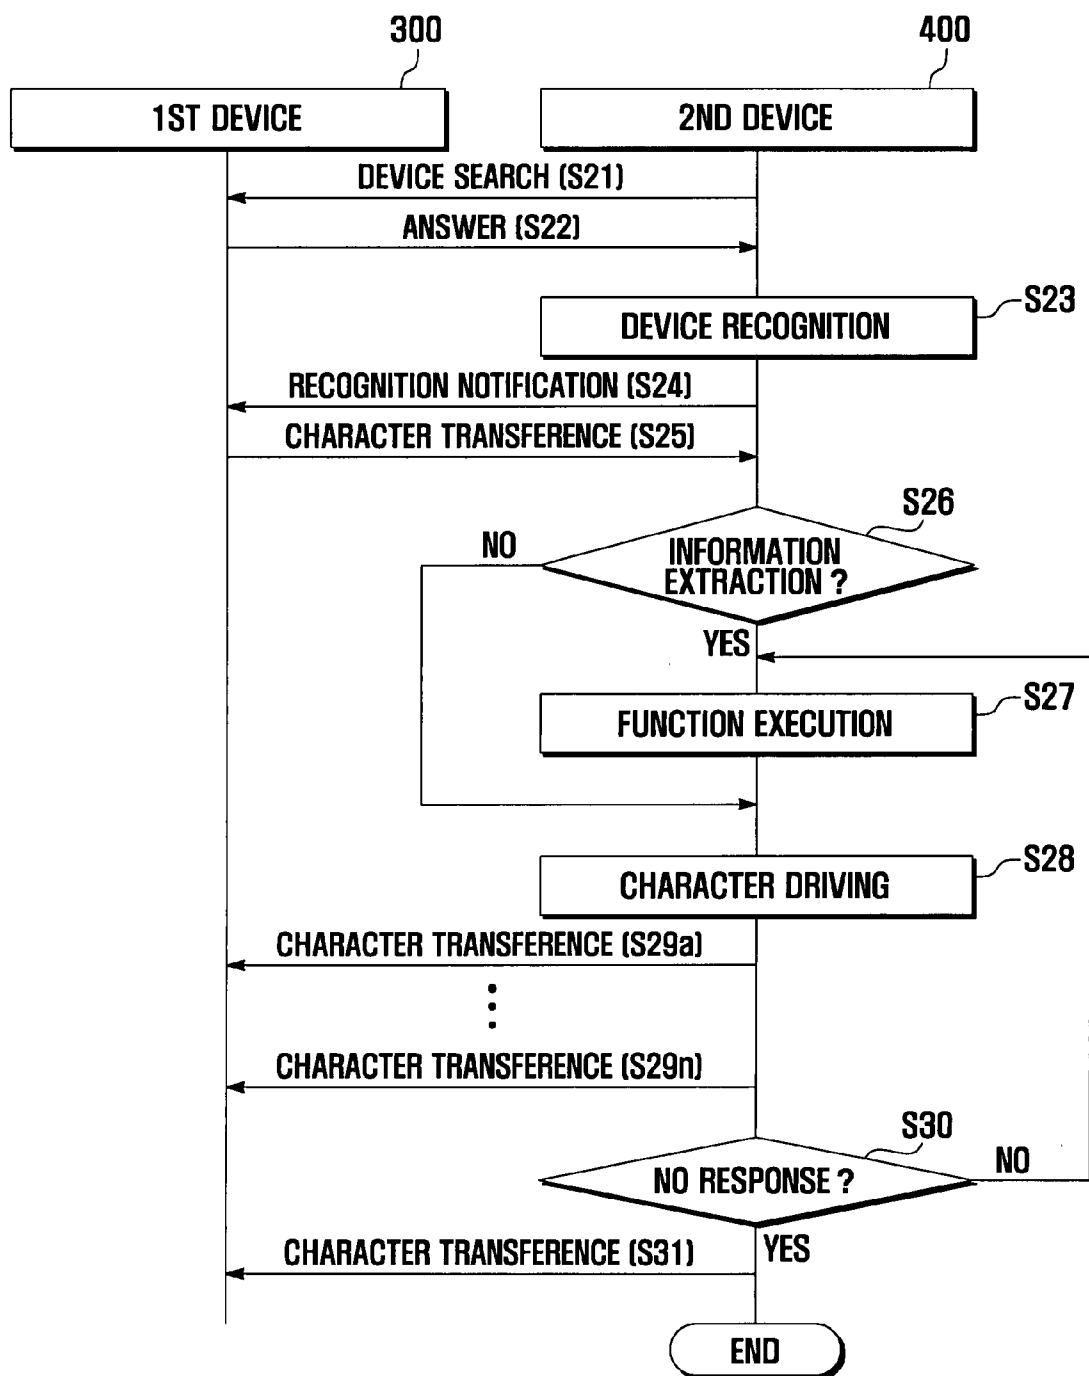 300
400
1ST DEVICE
2ND DEVICE
DEVICE SEARCH (S21)
ANSWER (S22)
S23
DEVICE RECOGNITION
RECOGNITION NOTIFICATION (S24)
CHARACTER TRANSFERENCE (S25)
S26
NO
INFORMATION
EXTRACTION ?
YES
S27
FUNCTION EXECUTION
S28
CHARACTER DRIVING
CHARACTER TRANSFERENCE (S29a)
CHARACTER TRANSFERENCE (S29n)
S30
NO RESPONSE ?
NO
YES
CHARACTER TRANSFERENCE (S31)
END